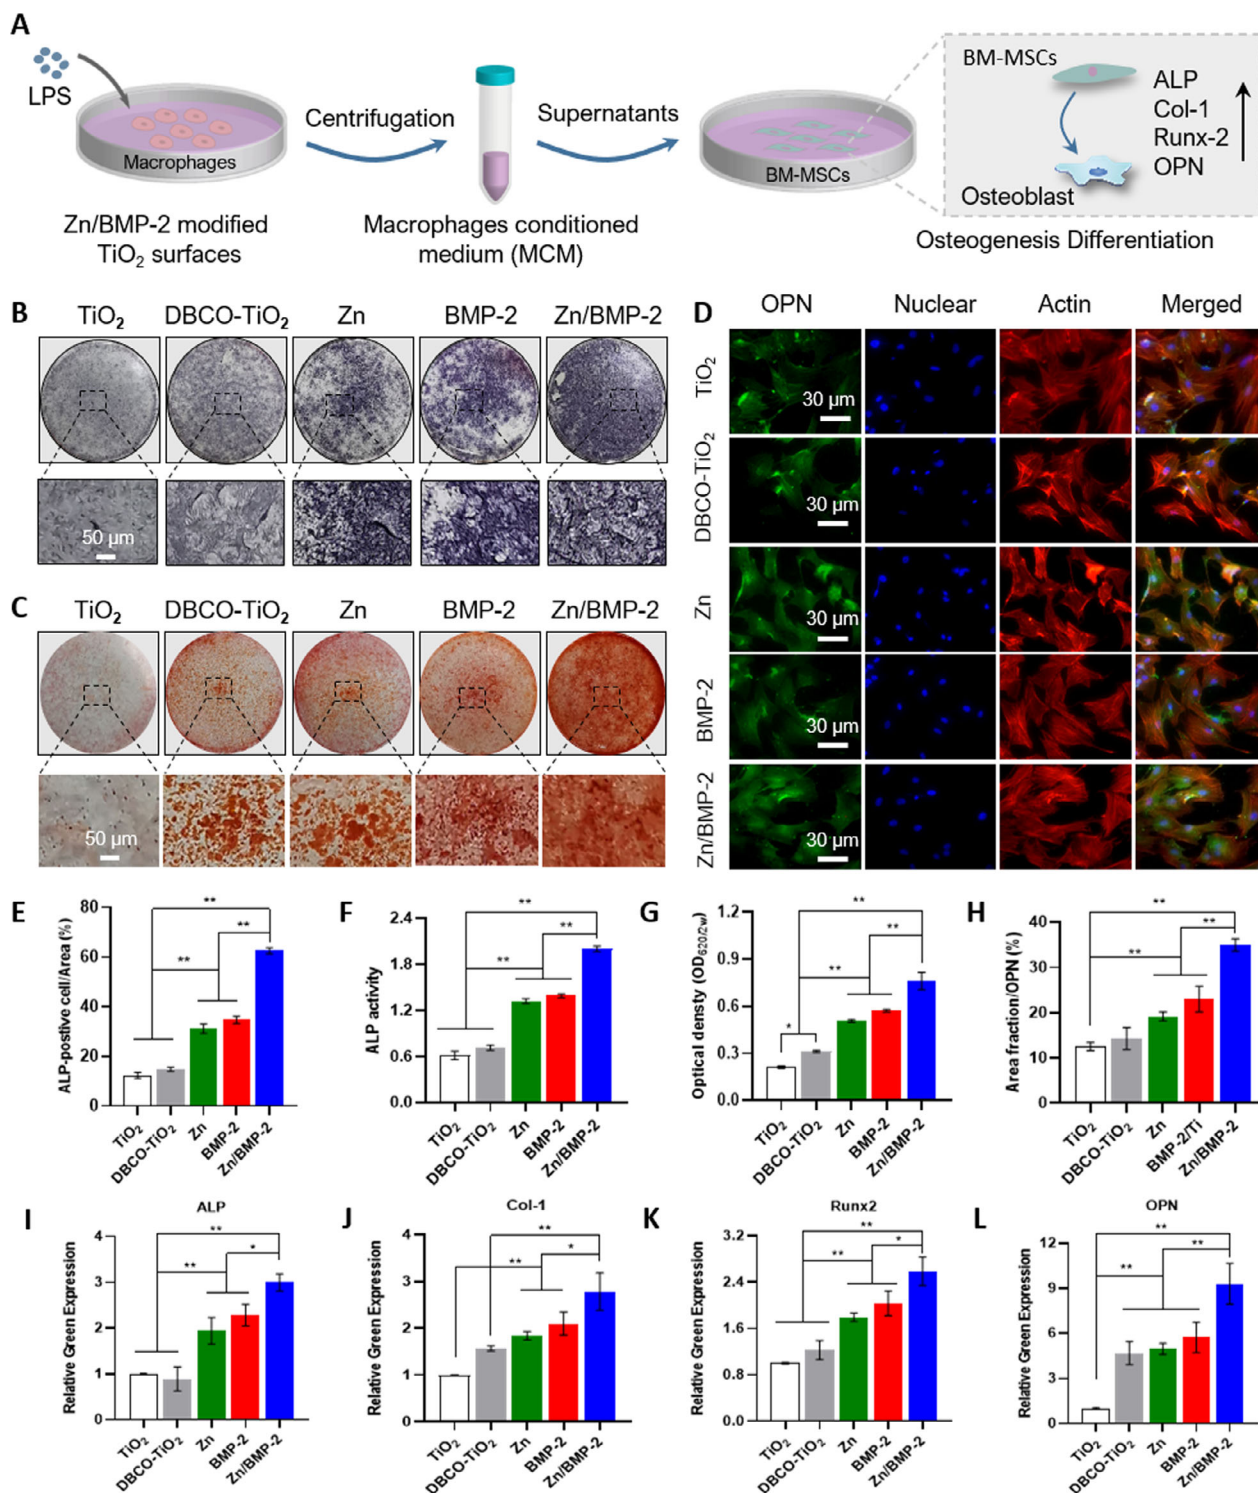 A
LPS
Macrophages
Zn/BMP-2 modified
TiO₂ surfaces
Centrifugation
Macrophages conditioned
medium (MCM)
Supernatants
BM-MSCs
BM-MSCs
ALP
Col-1
Runx-2
OPN
Osteoblast
Osteogenesis Differentiation
B
TiO₂ DBCO-TiO₂ Zn BMP-2 Zn/BMP-2
50 μm
C
TiO₂ DBCO-TiO₂ Zn BMP-2 Zn/BMP-2
50 μm
D
OPN Nuclear Actin Merged
TiO₂
30 μm
DBCO-TiO₂
30 μm
Zn
30 μm
BMP-2
30 μm
Zn/BMP-2
30 μm
E
ALP-postive cell/Area (%)
80
60
40
20
0
** ** **
TiO₂ DBCO-TiO₂ Zn BMP-2 Zn/BMP-2
F
ALP activity
2.4
1.8
1.2
0.6
0.0
** ** **
TiO₂ DBCO-TiO₂ Zn BMP-2 Zn/BMP-2
G
Optical densty (OD₆₂₀/₂w)
1.2
0.9
0.6
0.3
0.0
** ** ** *
TiO₂ DBCO-TiO₂ Zn BMP-2 Zn/BMP-2
H
Area fraction/OPN (%)
40
30
20
10
0
** ** **
TiO₂ DBCO-TiO₂ Zn BMP-2/Ti Zn/BMP-2
I
ALP
Relative Green Expression
4
3
2
1
0
** * **
TiO₂ DBCO-TiO₂ Zn BMP-2 Zn/BMP-2
J
Col-1
Relative Green Expression
4
3
2
1
0
** * **
TiO₂ DBCO-TiO₂ Zn BMP-2 Zn/BMP-2
K
Runx2
Relative Green Expression
3.2
2.4
1.6
0.8
0.0
** * **
TiO₂ DBCO-TiO₂ Zn BMP-2 Zn/BMP-2
L
OPN
Relative Green Expression
12
9
6
3
0
** ** **
TiO₂ DBCO-TiO₂ Zn BMP-2 Zn/BMP-2